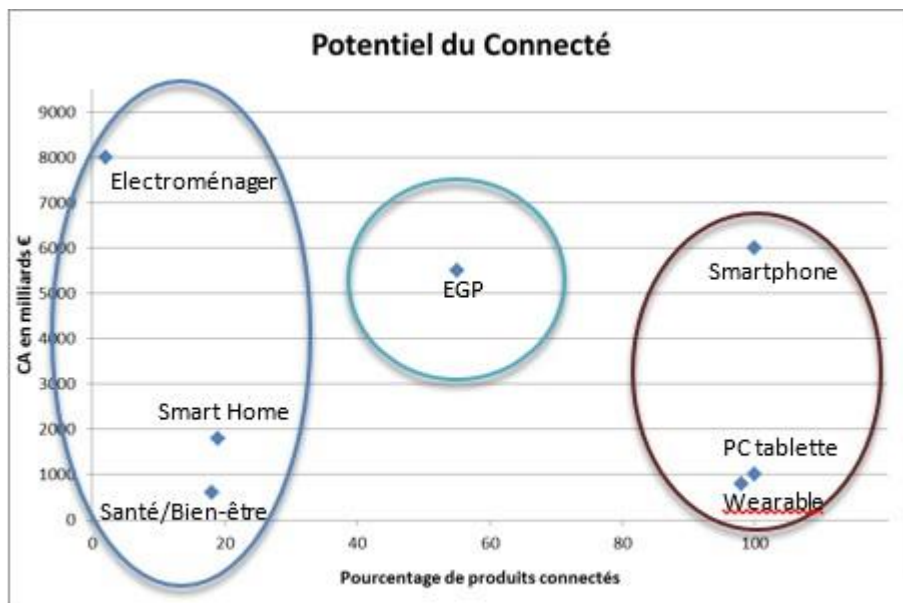 Potentiel du Connecté
CA en milliards €
9000
8000
7000
6000
5000
4000
3000
2000
1000
0
Electroménager
EGP
Smartphone
Smart Home
PC tablette
Santé/Bien-être
Wearable
0 20 40 60 80 100
Pourcentage de produits connectés